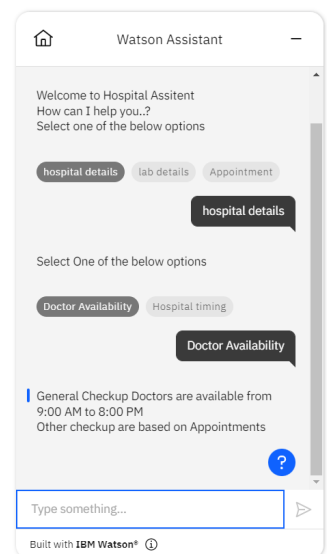 Watson Assistant
Welcome to Hospital Assitent
How can I help you..?
Select one of the below options
hospital details lab details Appointment
hospital details
Select One of the below options
Doctor Availability Hospital timing
Doctor Availability
General Checkup Doctors are available from
9:00 AM to 8:00 PM
Other checkup are based on Appointments
?
Type something...
Built with IBM Watson® i